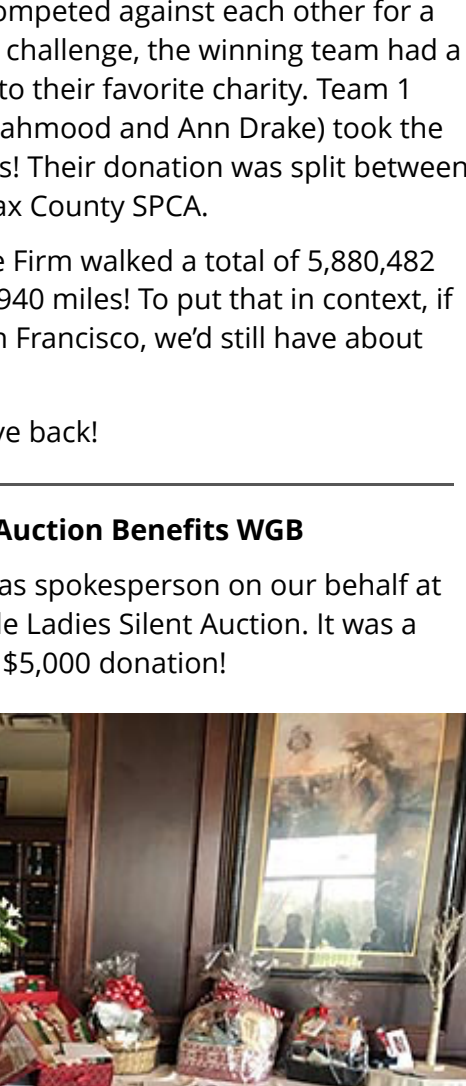 ompeted against each other for a
challenge, the winning team had a
to their favorite charity. Team 1
ahmood and Ann Drake) took the
s! Their donation was split between
ax County SPCA.
e Firm walked a total of 5,880,482
940 miles! To put that in context, if
n Francisco, we’d still have about
ve back!
Auction Benefits WGB
as spokesperson on our behalf at
le Ladies Silent Auction. It was a
$5,000 donation!